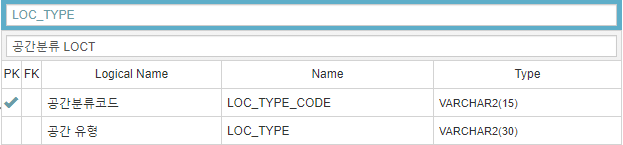 LOC_TYPE
공간분류 LOCT
PK FK Logical Name Name Type
공간분류코드 LOC_TYPE_CODE VARCHAR2(15)
공간 유형 LOC_TYPE VARCHAR2(30)